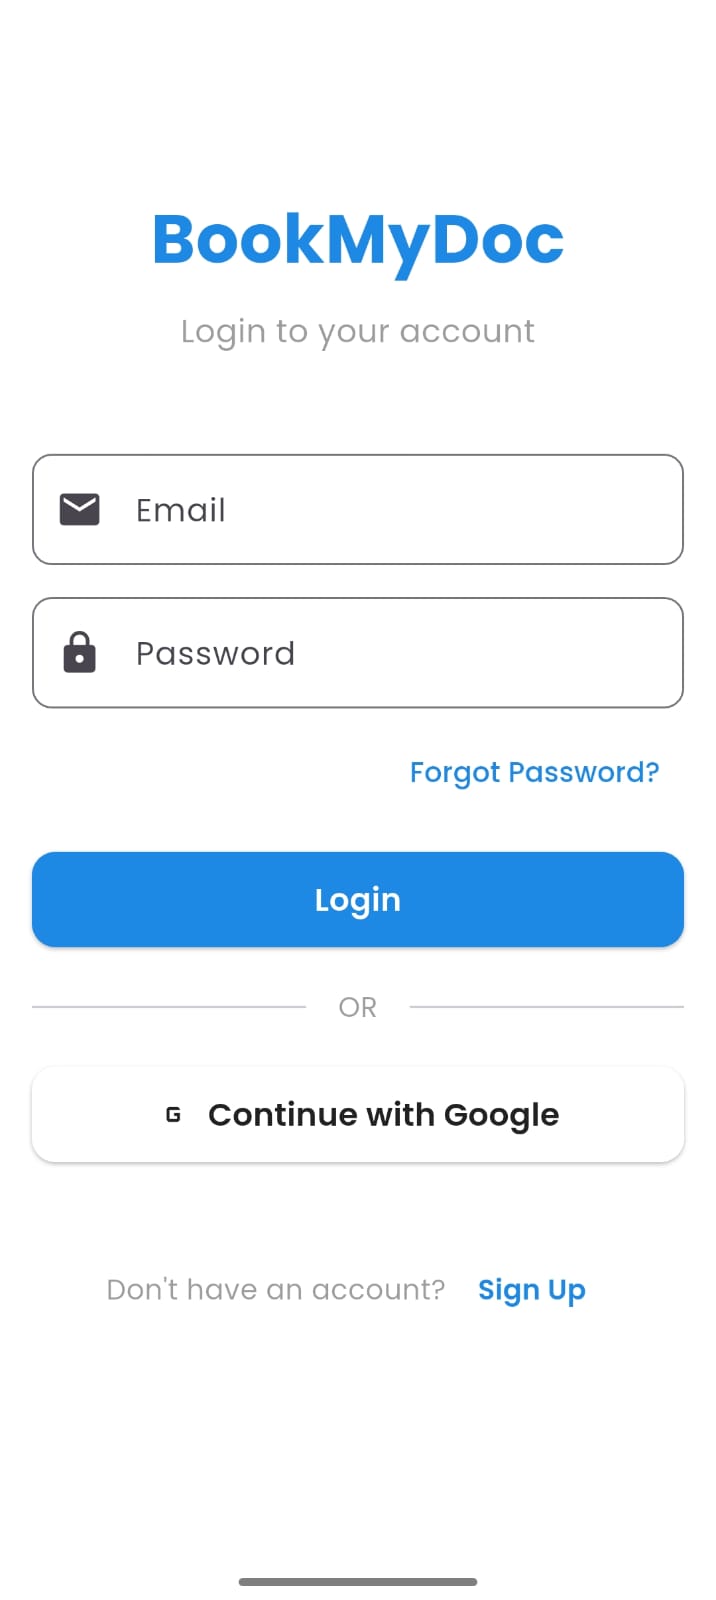 BookMyDoc
Login to your account
Email
Password
Forgot Password?
Login
OR
G Continue with Google
Don't have an account? Sign Up